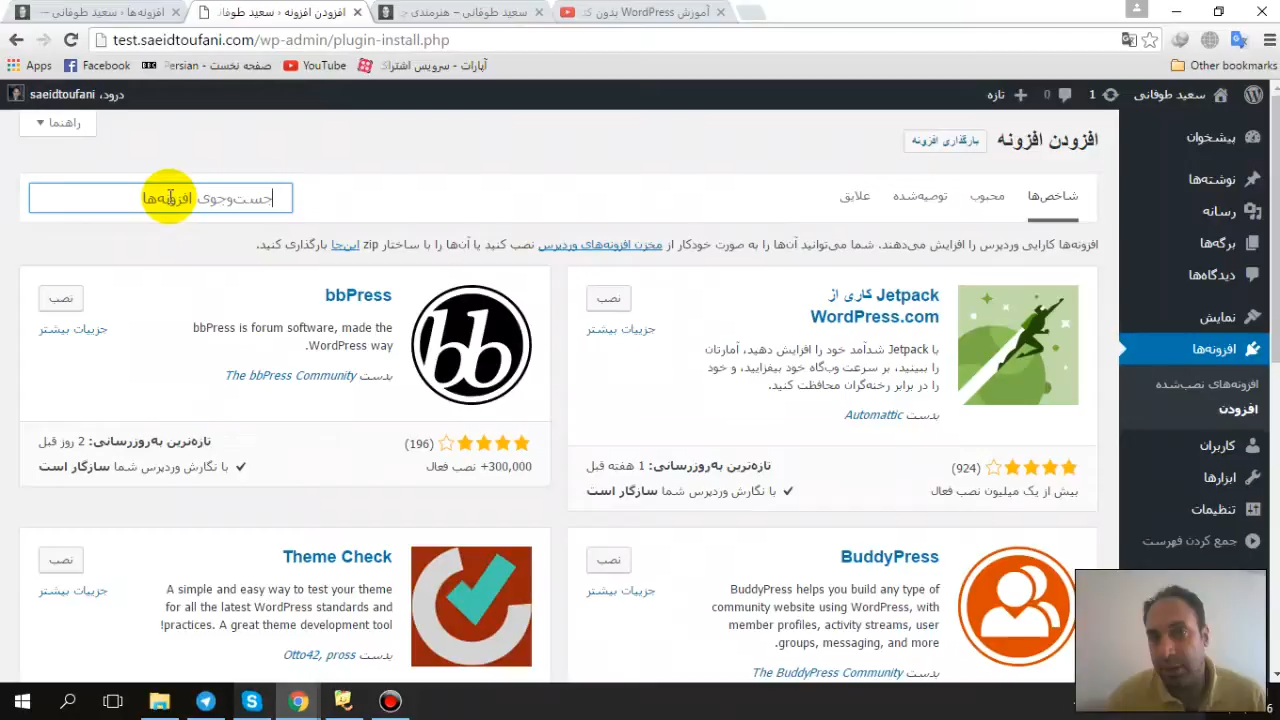 افزونه‌ها ‹ سعید طوفانی –
افزودن افزونه ‹ سعید طوفانی
سعید طوفانی – هنرمندی
آموزش WordPress بدون
test.saeidtoufani.com/wp-admin/plugin-install.php
Apps
Facebook
صفحه نخست - Persian
YouTube
آپارات - سرویس اشتراک
Other bookmarks
سعید طوفانی
1
0
تازه
درود، saeidtoufani
راهنما
افزودن افزونه
بارگذاری افزونه
شاخص‌ها
محبوب
توصیه‌شده
علایق
جست‌وجوی افزونه‌ها
افزونه‌ها کارایی وردپرس را افزایش می‌دهند. شما می‌توانید آن‌ها را به صورت خودکار از مخزن افزونه‌های وردپرس نصب کنید یا آن‌ها را با ساختار zip این‌جا بارگذاری کنید.
Jetpack کاری از
WordPress.com
نصب
جزییات بیشتر
با Jetpack شدآمد خود را افزایش دهید، آمارتان
را ببینید، بر سرعت وب‌گاه خود بیفزایید، و خود
را در برابر رخنه‌گران محافظت کنید.
بدست Automattic
(924)
تازه‌ترین به‌روزرسانی: 1 هفته قبل
بیش از یک میلیون نصب فعال
با نگارش وردپرس شما سازگار است
bbPress
نصب
جزییات بیشتر
bbPress is forum software, made the
WordPress way.
بدست The bbPress Community
(196)
تازه‌ترین به‌روزرسانی: 2 روز قبل
300,000+ نصب فعال
با نگارش وردپرس شما سازگار است
BuddyPress
نصب
جزییات بیشتر
BuddyPress helps you build any type of
community website using WordPress, with
member profiles, activity streams, user
groups, messaging, and more.
بدست The BuddyPress Community
Theme Check
نصب
جزییات بیشتر
A simple and easy way to test your theme
for all the latest WordPress standards and
practices. A great theme development tool!
بدست Otto42, pross
پیشخوان
نوشته‌ها
رسانه
برگه‌ها
دیدگاه‌ها
نمایش
افزونه‌ها
افزونه‌های نصب‌شده
افزودن
کاربران
ابزارها
تنظیمات
جمع کردن فهرست